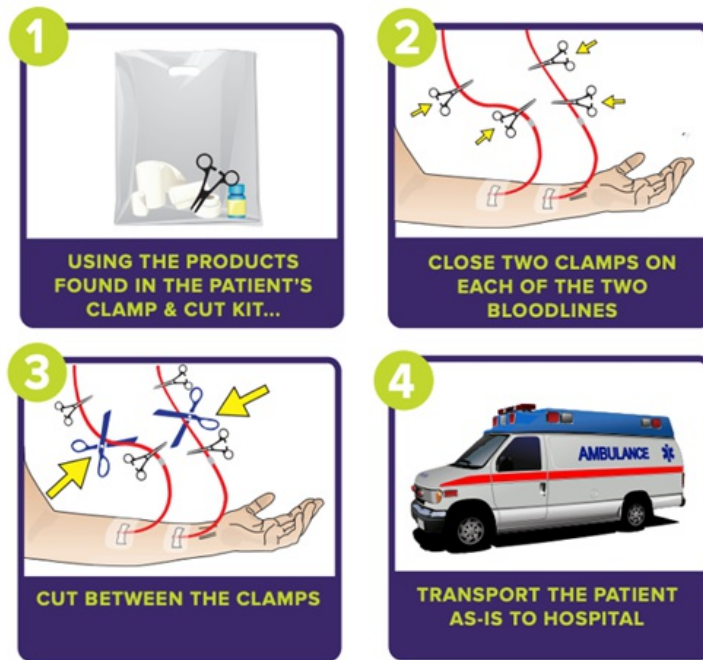 1
USING THE PRODUCTS
FOUND IN THE PATIENT'S
CLAMP & CUT KIT...
2
CLOSE TWO CLAMPS ON
EACH OF THE TWO
BLOODLINES
3
CUT BETWEEN THE CLAMPS
4
AMBULANCE
TRANSPORT THE PATIENT
AS-IS TO HOSPITAL